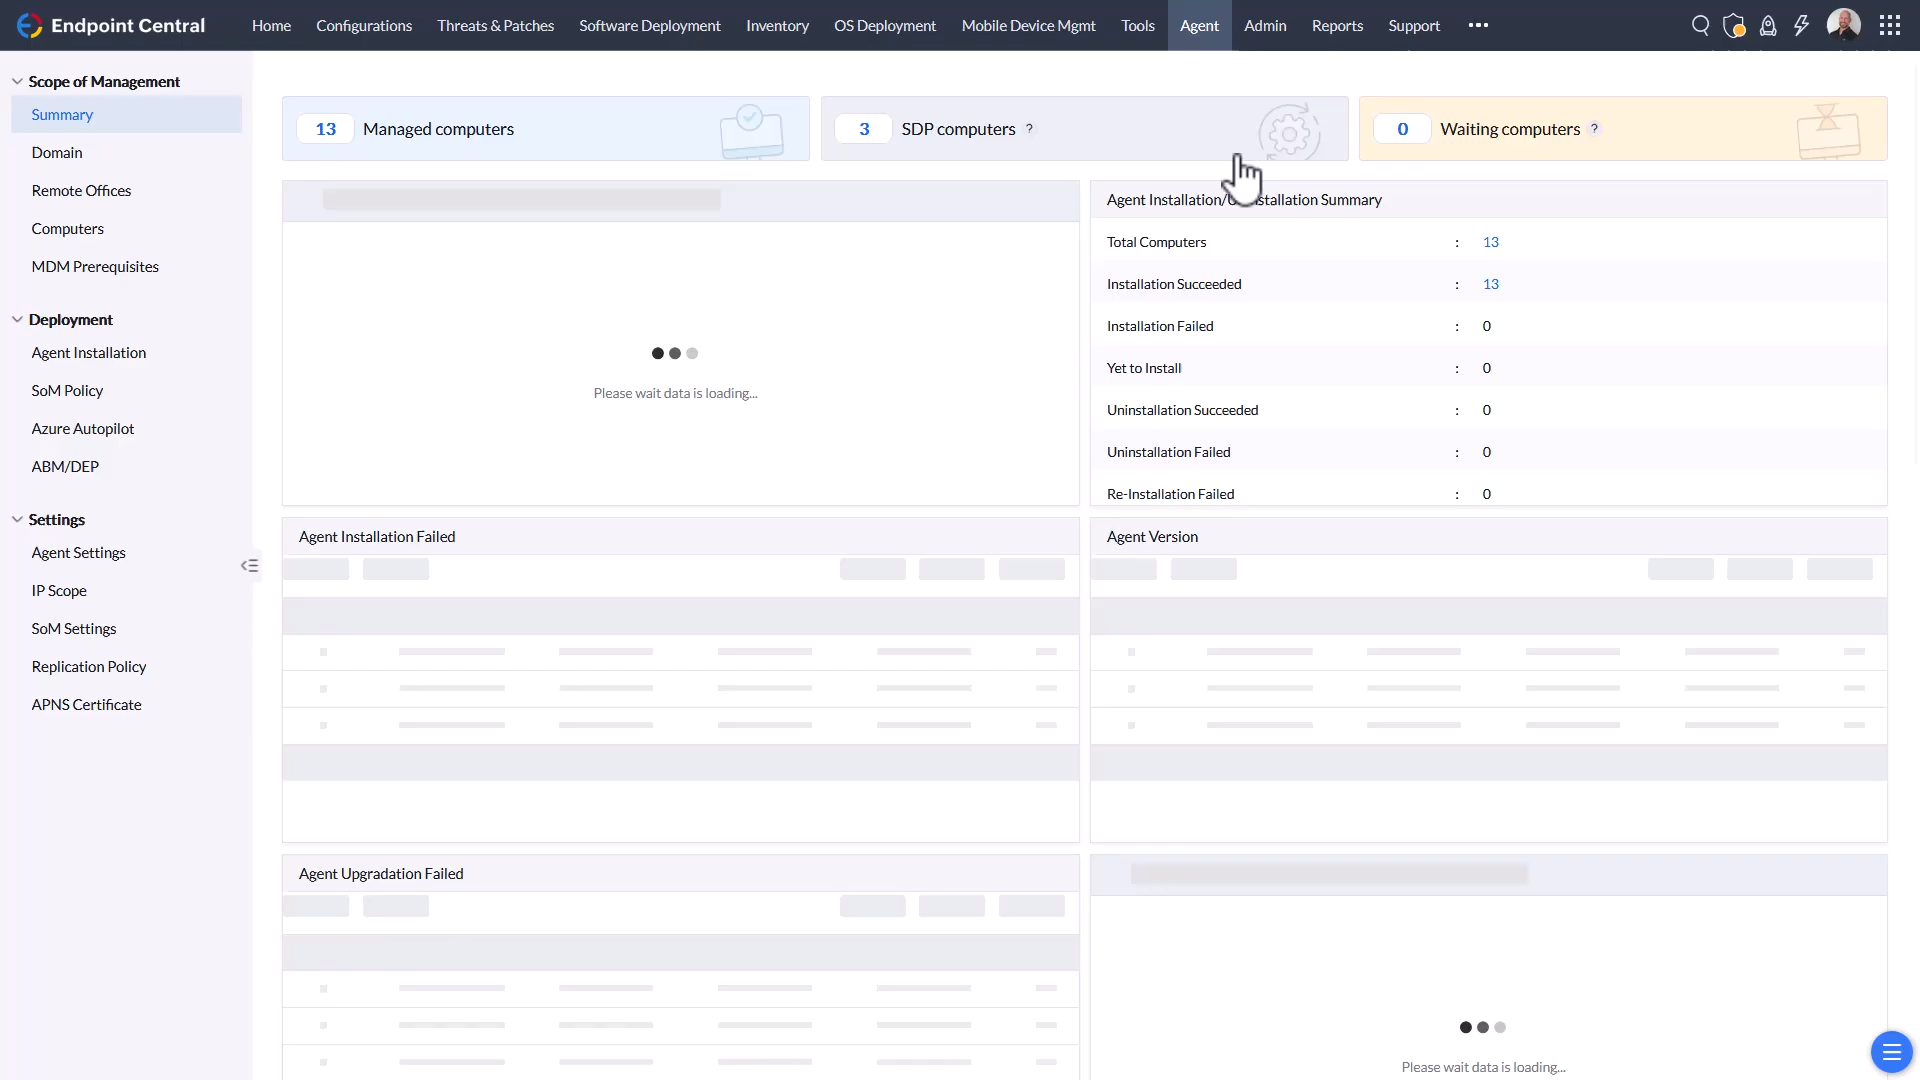 Endpoint Central
Home
Configurations
Threats & Patches
Software Deployment
Inventory
OS Deployment
Mobile Device Mgmt
Tools
Agent
Admin
Reports
Support
Scope of Management
Summary
Domain
Remote Offices
Computers
MDM Prerequisites
Deployment
Agent Installation
SoM Policy
Azure Autopilot
ABM/DEP
Settings
Agent Settings
IP Scope
SoM Settings
Replication Policy
APNS Certificate
13 Managed computers
3 SDP computers ?
0 Waiting computers ?
Please wait data is loading...
Agent Installation/ stallation Summary
Total Computers : 13
Installation Succeeded : 13
Installation Failed : 0
Yet to Install : 0
Uninstallation Succeeded : 0
Uninstallation Failed : 0
Re-Installation Failed : 0
Agent Installation Failed
Agent Version
Agent Upgradation Failed
Please wait data is loading...